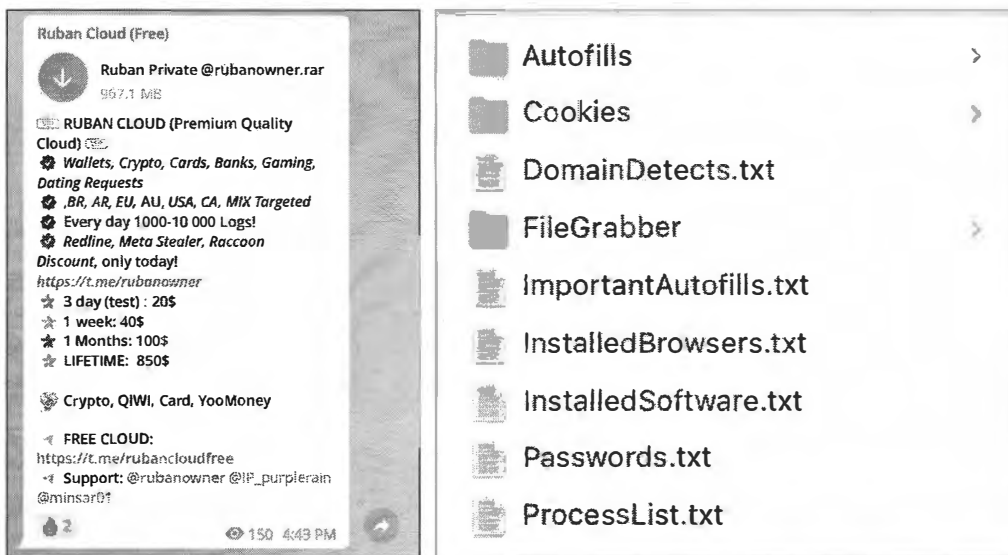 Ruban Cloud (Free)
Ruban Private @rubanowner.rar
967.1 MB
RUBAN CLOUD (Premium Quality
Cloud)
Wallets, Crypto, Cards, Banks, Gaming,
Dating Requests
,BR, AR, EU, AU, USA, CA, MIX Targeted
Every day 1000-10 000 Logs!
Redline, Meta Stealer, Raccoon
Discount, only today!
https://t.me/rubanowner
3 day (test) : 20$
1 week: 40$
1 Months: 100$
LIFETIME: 850$
Crypto, QIWI, Card, YooMoney
FREE CLOUD:
https://t.me/rubancloudfree
Support: @rubanowner @IP_purplerain
@minsar01
2
150 4:43 PM
Autofills
Cookies
DomainDetects.txt
FileGrabber
ImportantAutofills.txt
InstalledBrowsers.txt
InstalledSoftware.txt
Passwords.txt
ProcessList.txt